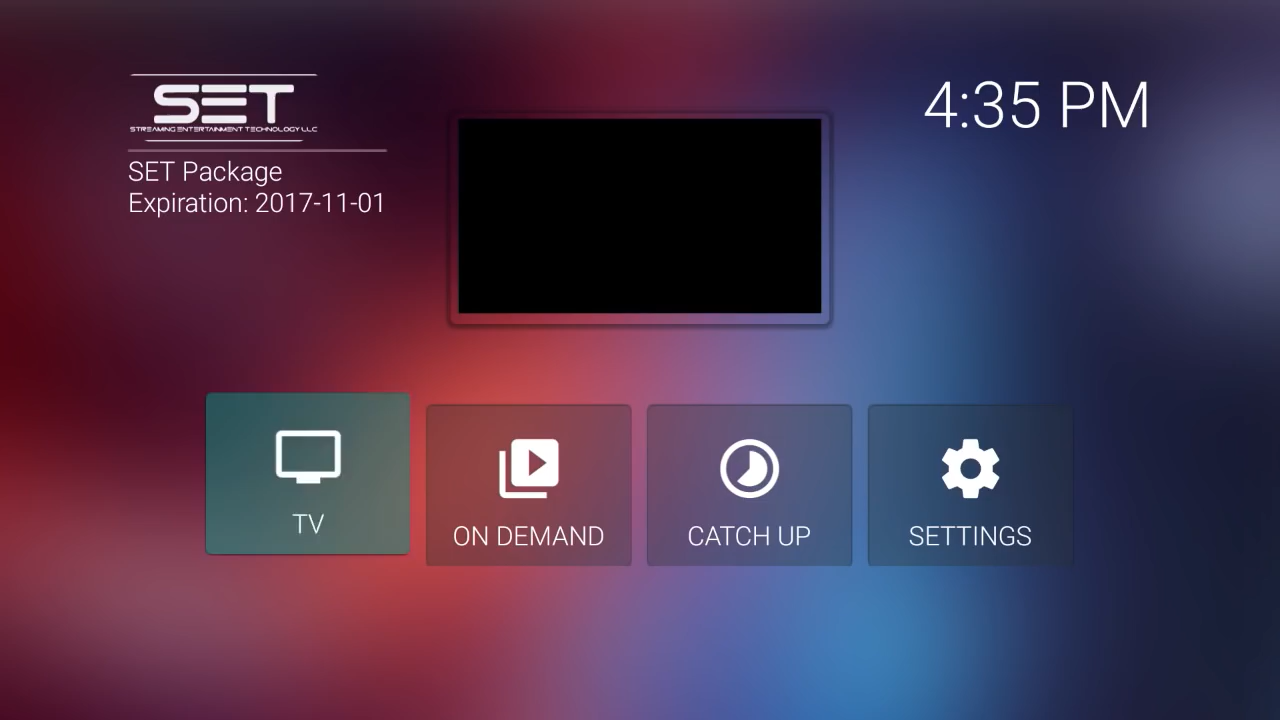 SET
STREAMING ENTERTAINMENT TECHNOLOGY LLC
SET Package
Expiration: 2017-11-01
4:35 PM
TV
ON DEMAND
CATCH UP
SETTINGS